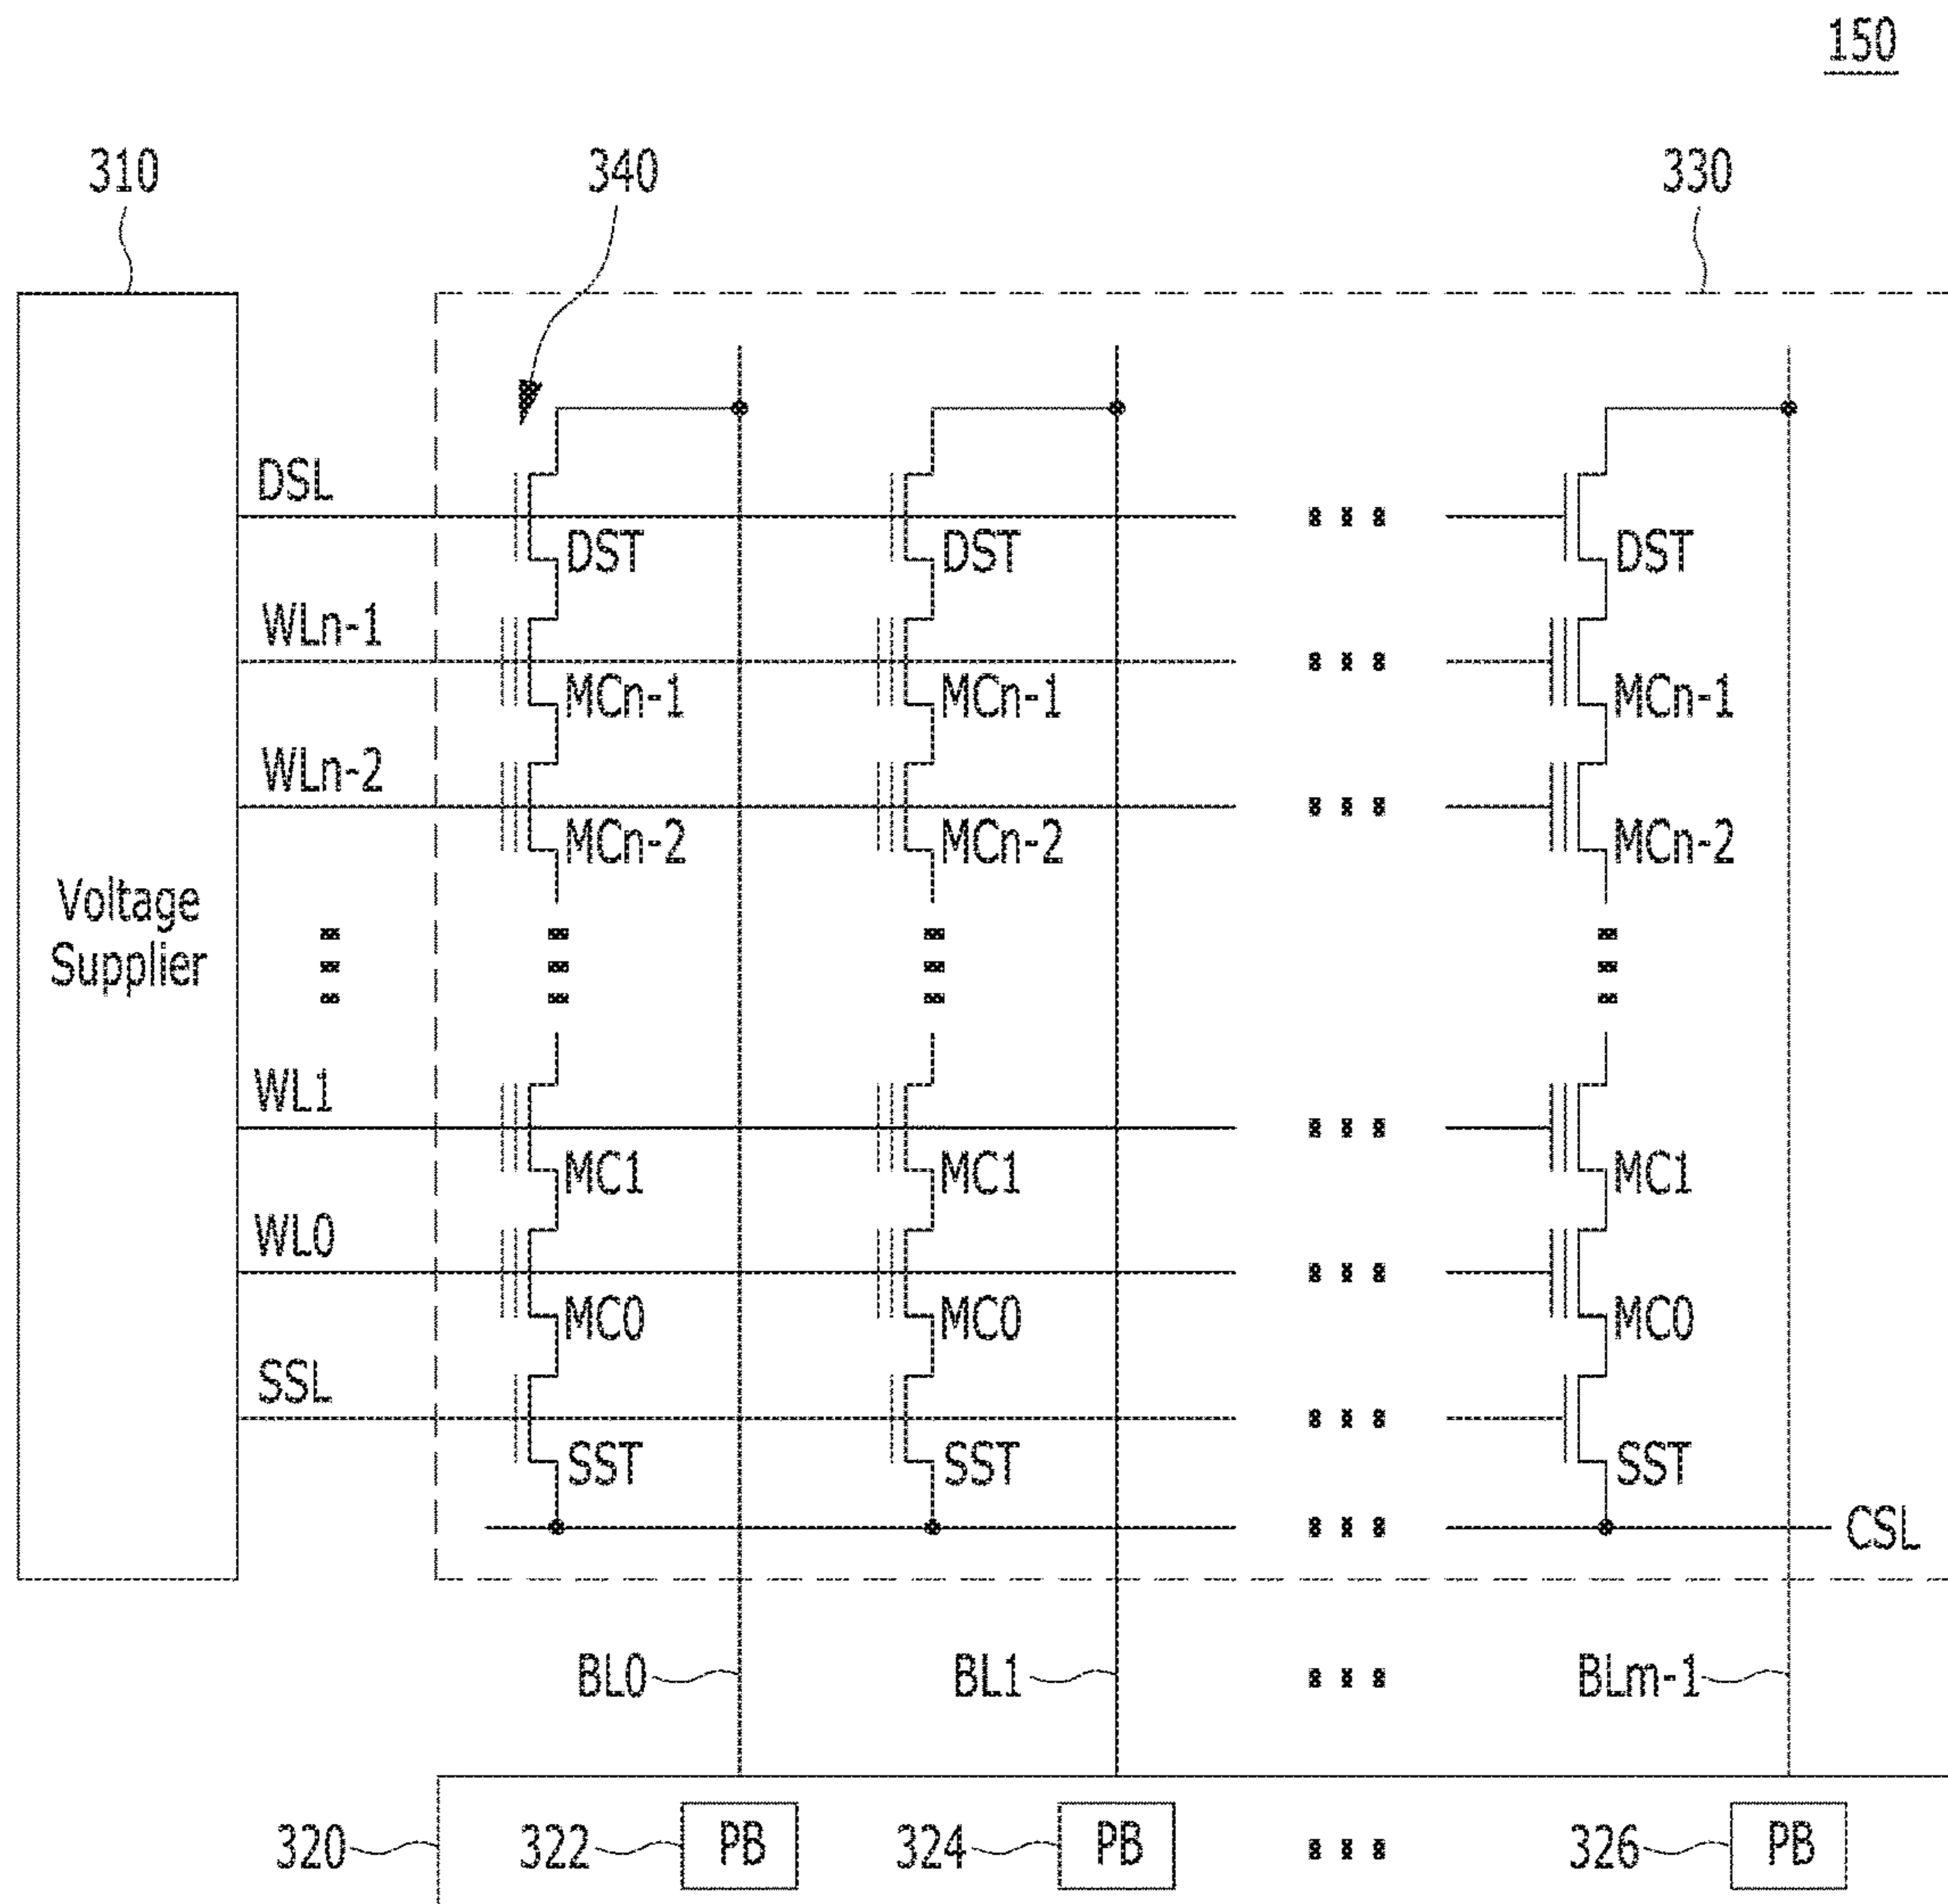 150
310
340
330
DSL
DST DST DST
WLn-1
MCn-1 MCn-1 MCn-1
WLn-2
MCn-2 MCn-2 MCn-2
Voltage
Supplier
WL1
MC1 MC1 MC1
WL0
MC0 MC0 MC0
SSL
SST SST SST
CSL
BL0 BL1 BLm-1
320 322 PB 324 PB 326 PB